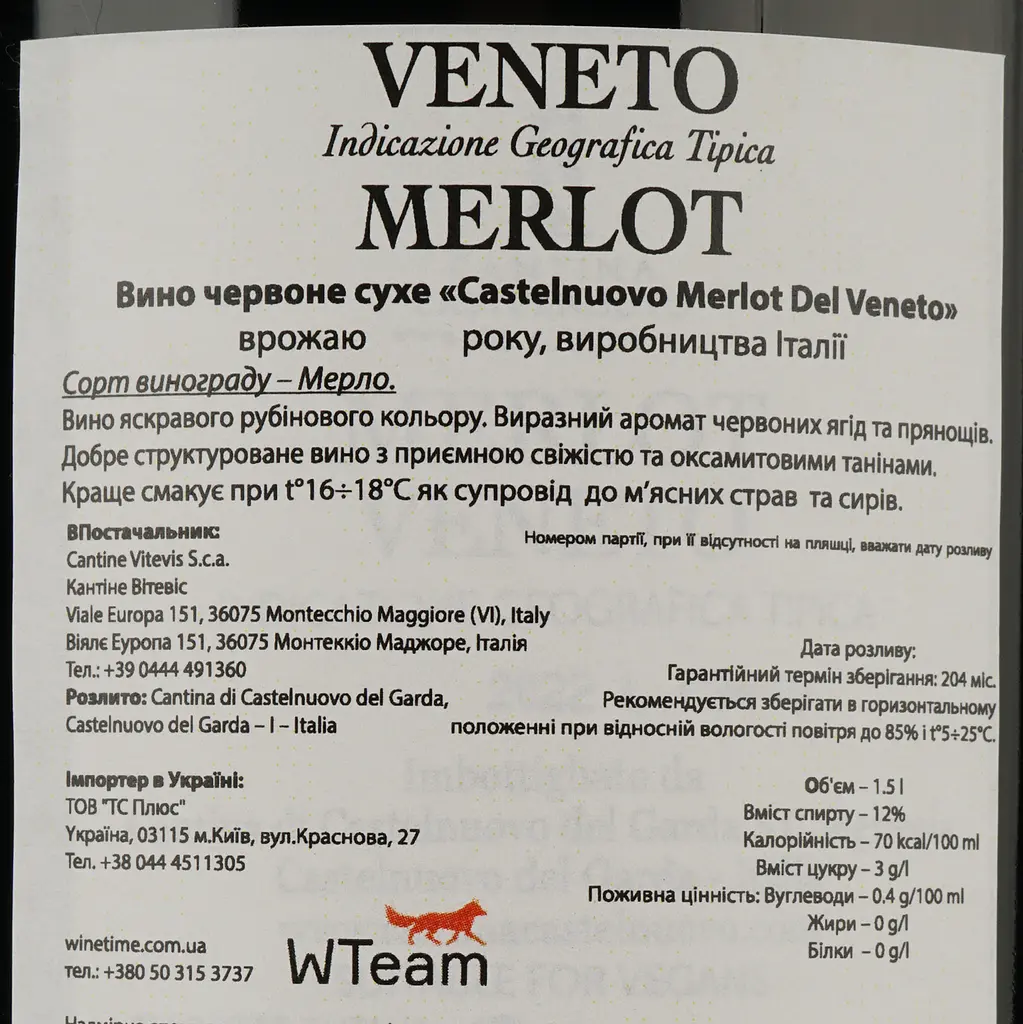 VENETO
Indicazione Geografica Tipica
MERLOT
Вино червоне сухе «Castelnuovo Merlot Del Veneto»
врожаю року, виробництва Італії
Сорт винограду – Мерло.
Вино яскравого рубінового кольору. Виразний аромат червоних ягід та прянощів.
Добре структуроване вино з приємною свіжістю та оксамитовими танінами.
Краще смакує при t°16÷18°C як супровід до м'ясних страв та сирів.
ВПостачальник:
Номером партії, при її відсутності на пляшці, вважати дату розливу
Cantine Vitevis S.c.a.
Кантіне Вітевіс
Viale Europa 151, 36075 Montecchio Maggiore (VI), Italy
Віялє Еуропа 151, 36075 Монтеккіо Маджоре, Італія
Тел.: +39 0444 491360
Розлито: Cantina di Castelnuovo del Garda,
Castelnuovo del Garda – I – Italia
Дата розливу:
Гарантійний термін зберігання: 204 міс.
Рекомендується зберігати в горизонтальному
положенні при відносній вологості повітря до 85% і t°5÷25°C.
Імпортер в Україні:
ТОВ "ТС Плюс"
Україна, 03115 м.Київ, вул.Краснова, 27
Тел. +38 044 4511305
Об'єм – 1.5 l
Вміст спирту – 12%
Калорійність – 70 kcal/100 ml
Вміст цукру – 3 g/l
Поживна цінність: Вуглеводи – 0.4 g/100 ml
Жири – 0 g/l
Білки – 0 g/l
winetime.com.ua
тел.: +380 50 315 3737
WTeam